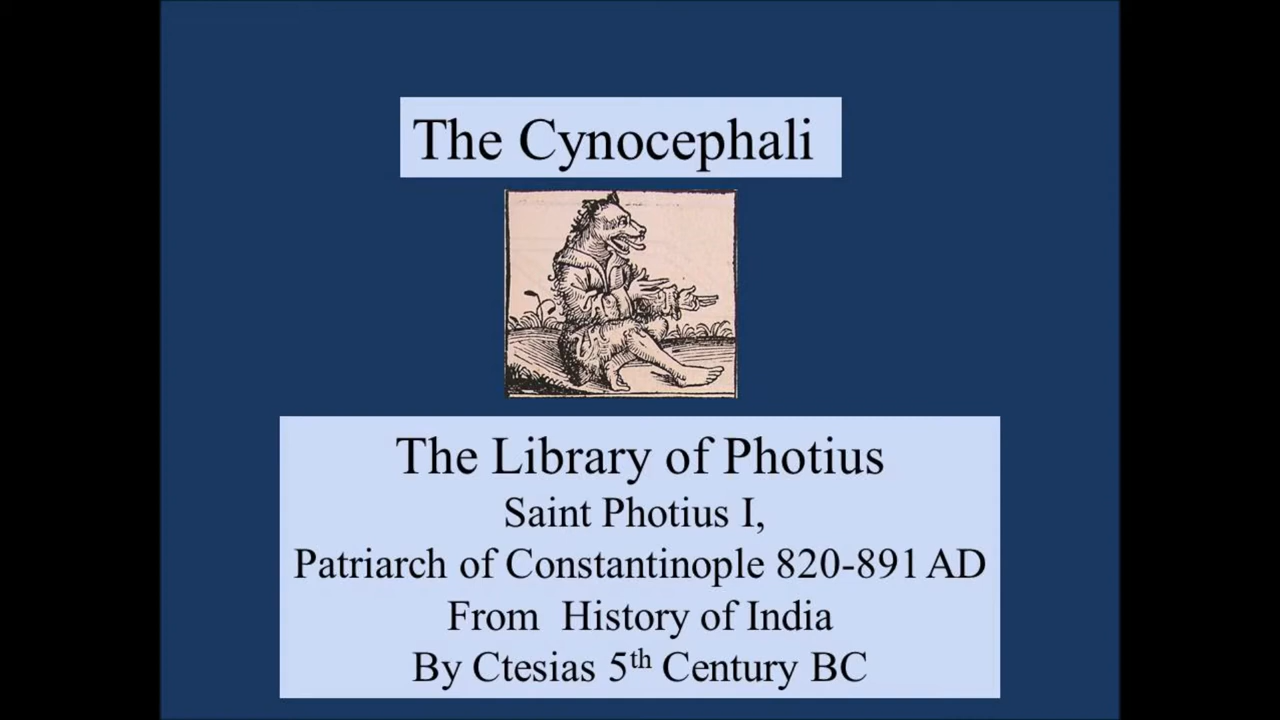 The Cynocephali
The Library of Photius
Saint Photius I,
Patriarch of Constantinople 820-891 AD
From  History of India
By Ctesias 5th Century BC